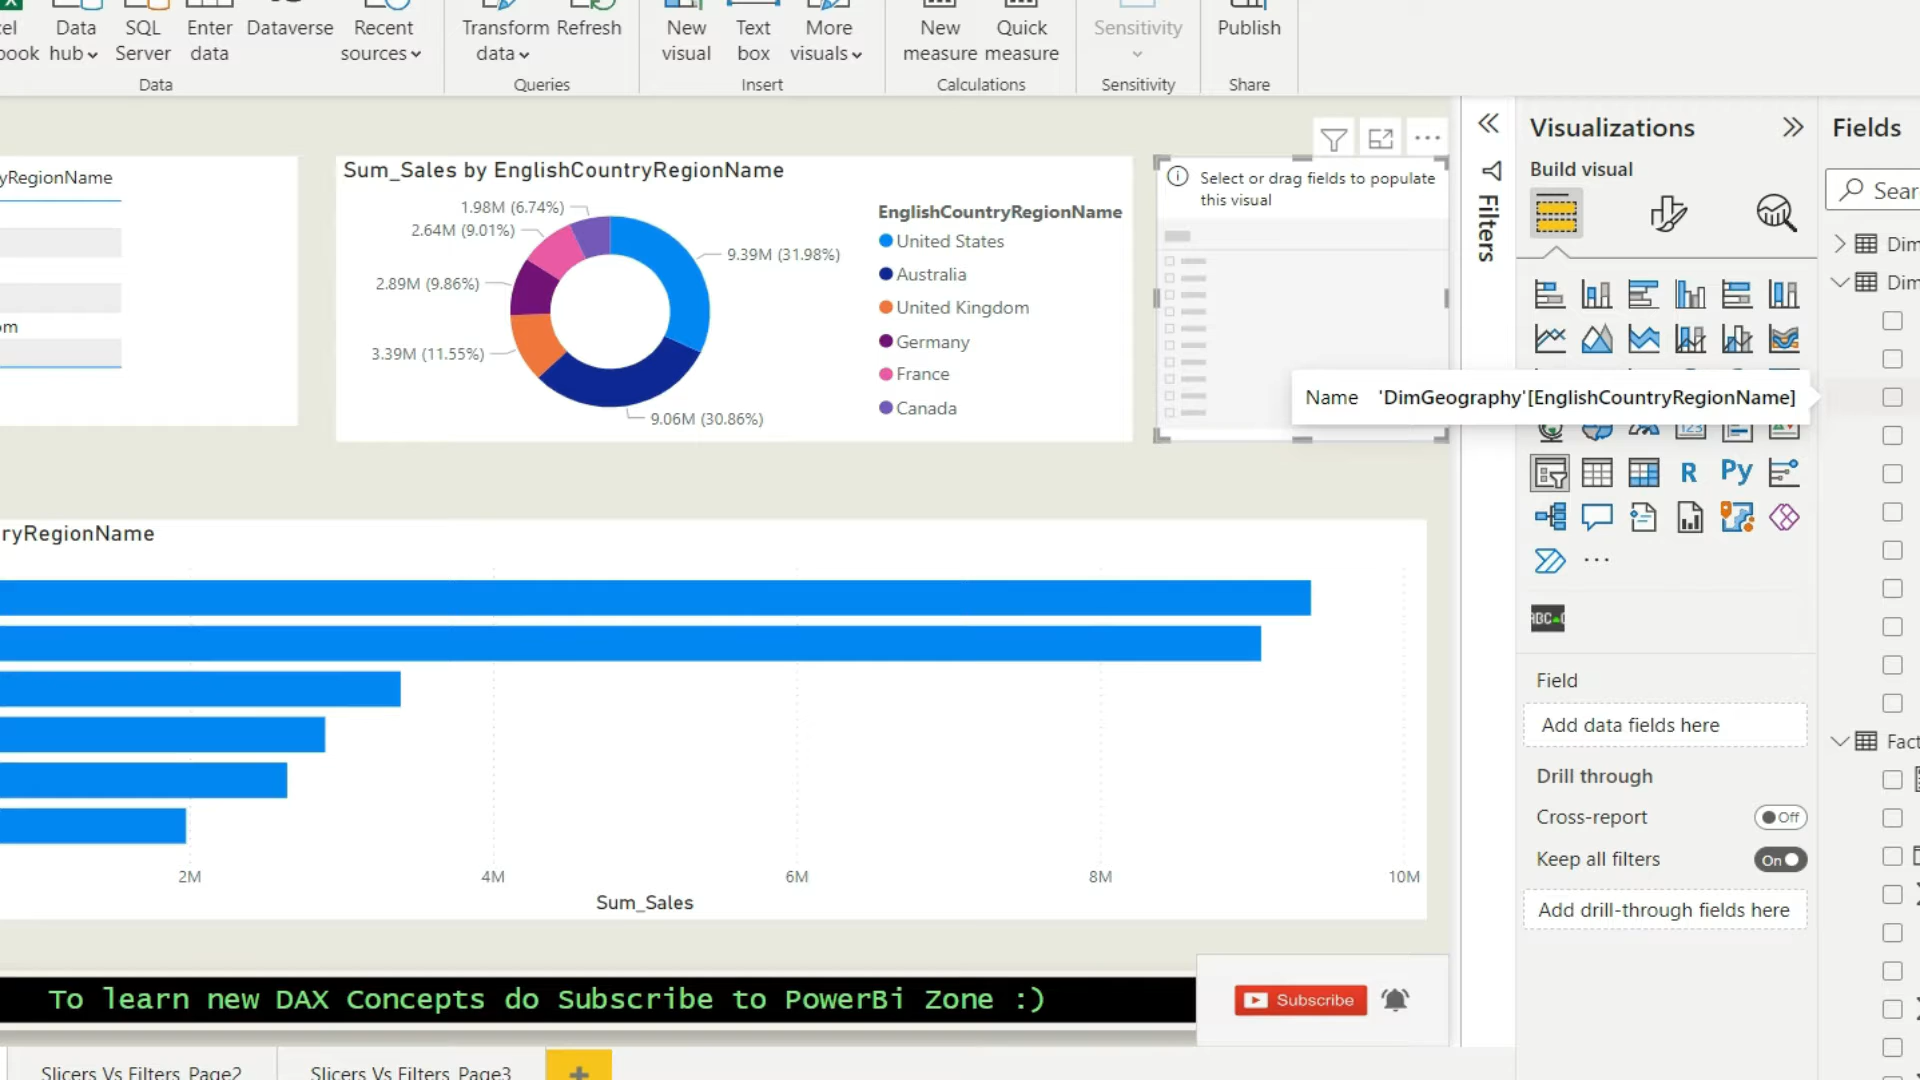 Data
hub
SQL
Server
Enter
data
Dataverse
Recent
sources
Transform
data
Refresh
New
visual
Text
box
More
visuals
New
measure
Quick
measure
Sensitivity
Publish
Data
Queries
Insert
Calculations
Sensitivity
Share
yRegionName
om
Sum_Sales by EnglishCountryRegionName
1.98M (6.74%)
2.64M (9.01%)
2.89M (9.86%)
3.39M (11.55%)
9.39M (31.98%)
9.06M (30.86%)
EnglishCountryRegionName
United States
Australia
United Kingdom
Germany
France
Canada
Select or drag fields to populate
this visual
Filters
Name 'DimGeography'[EnglishCountryRegionName]
Visualizations
Build visual
123
R
Py
Field
Add data fields here
Drill through
Cross-report
Off
Keep all filters
On
Add drill-through fields here
Fields
Sear
Dim
Dim
Fact
ryRegionName
2M
4M
6M
8M
10M
Sum_Sales
To learn new DAX Concepts do Subscribe to PowerBi Zone :)
Subscribe
Slicers Vs Filters_Page2
Slicers Vs Filters_Page3
+